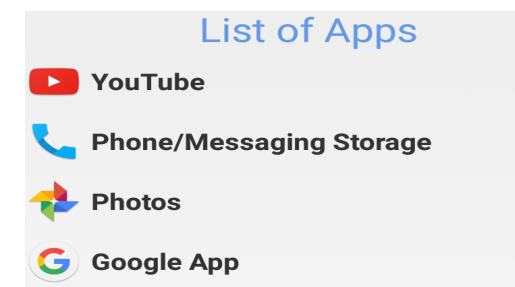 List of Apps
YouTube
Phone/Messaging Storage
Photos
Google App